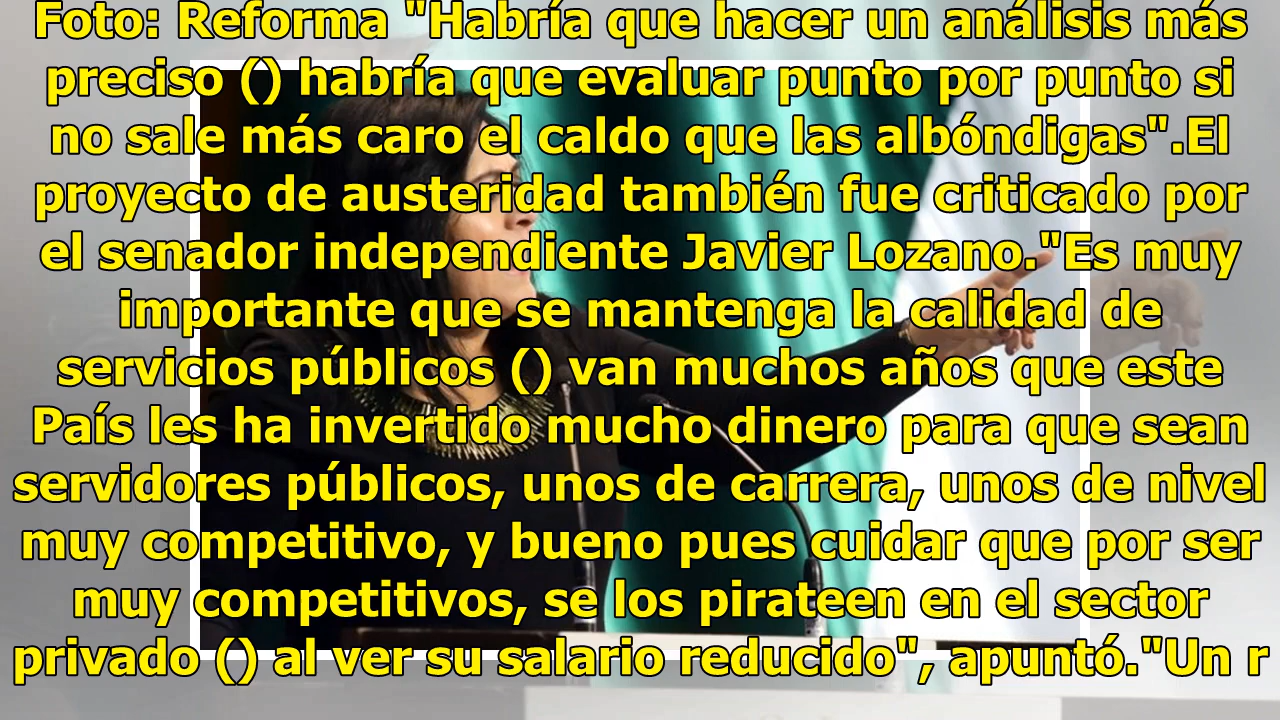 Foto: Reforma "Habría que hacer un análisis más
preciso () habría que evaluar punto por punto si
no sale más caro el caldo que las albóndigas".El
proyecto de austeridad también fue criticado por
el senador independiente Javier Lozano."Es muy
importante que se mantenga la calidad de
servicios públicos () van muchos años que este
País les ha invertido mucho dinero para que sean
servidores públicos, unos de carrera, unos de nivel
muy competitivo, y bueno pues cuidar que por ser
muy competitivos, se los pirateen en el sector
privado () al ver su salario reducido", apuntó."Un r